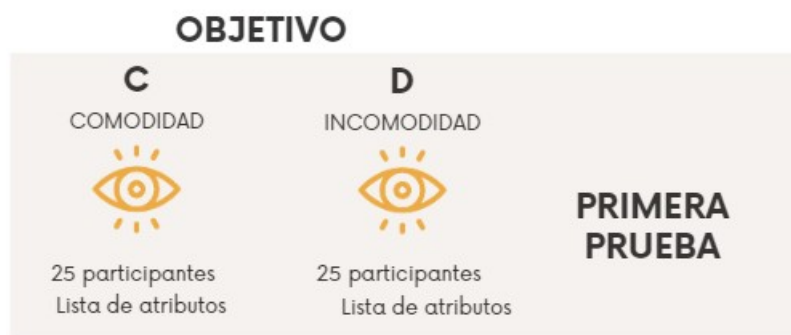 OBJETIVO
C
COMODIDAD
25 participantes
Lista de atributos
D
INCOMODIDAD
25 participantes
Lista de atributos
PRIMERA
PRUEBA